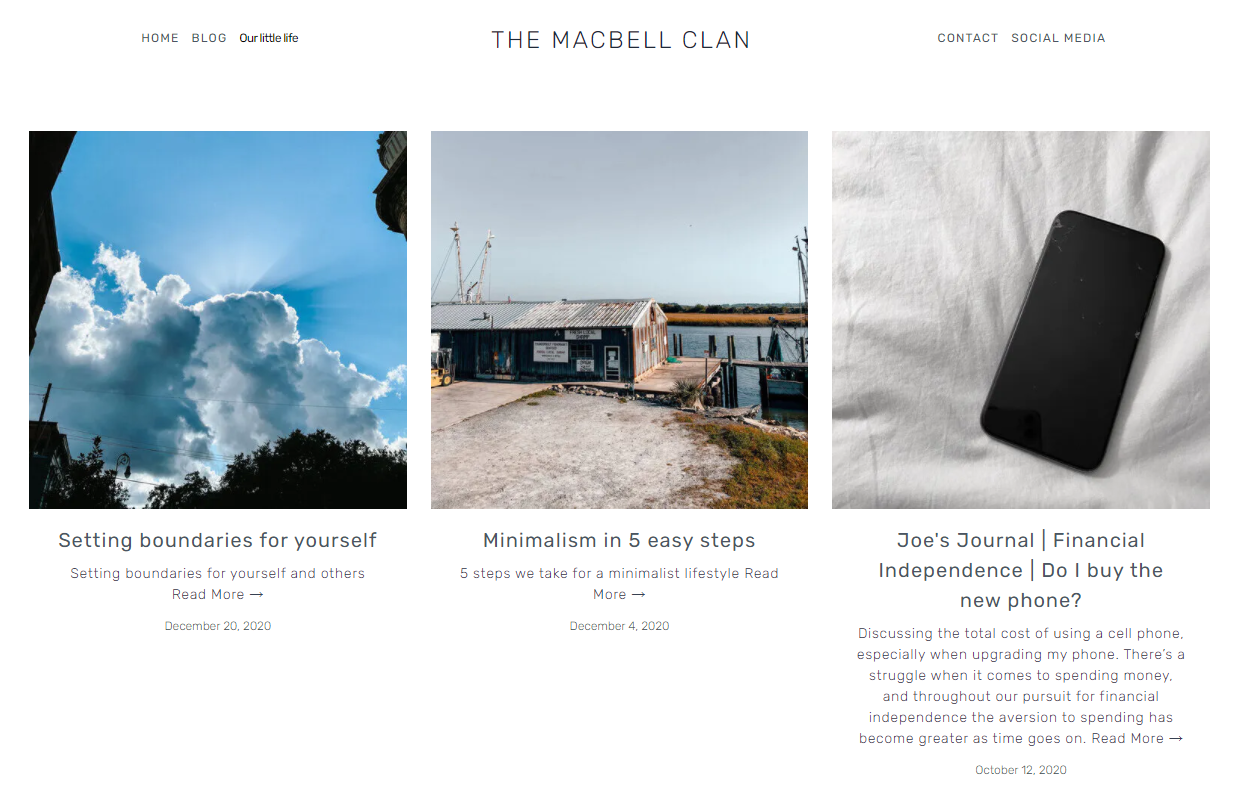 HOME BLOG Our little life
THE MACBELL CLAN
CONTACT SOCIAL MEDIA
Setting boundaries for yourself
Setting boundaries for yourself and others
Read More →
December 20, 2020
Minimalism in 5 easy steps
5 steps we take for a minimalist lifestyle Read
More →
December 4, 2020
Joe's Journal | Financial
Independence | Do I buy the
new phone?
Discussing the total cost of using a cell phone,
especially when upgrading my phone. There’s a
struggle when it comes to spending money,
and throughout our pursuit for financial
independence the aversion to spending has
become greater as time goes on. Read More →
October 12, 2020